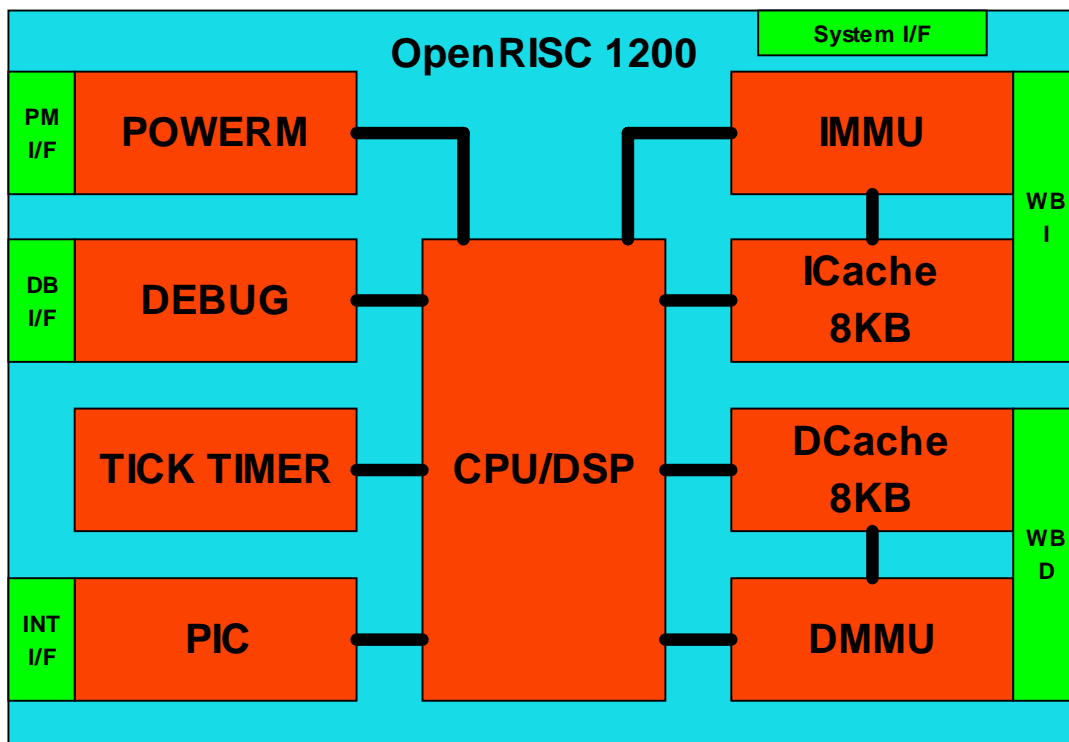 System I/F
OpenRISC 1200
PM
I/F
POWERM
IMMU
WB
I
DB
I/F
DEBUG
ICache
8KB
TICK TIMER
CPU/DSP
DCache
8KB
WB
D
INT
I/F
PIC
DMMU